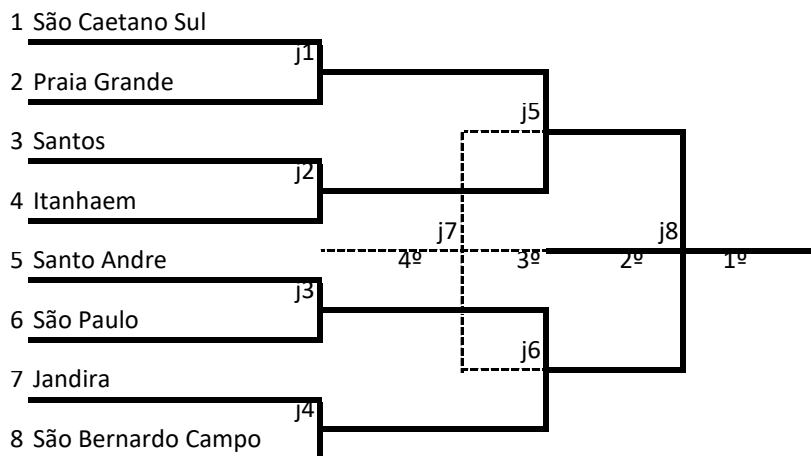 1 São Caetano Sul
j1
2 Praia Grande
j5
3 Santos
j2
4 Itanhaem
j7
j8
5 Santo Andre
4º
3º
2º
1º
j3
6 São Paulo
j6
7 Jandira
j4
8 São Bernardo Campo